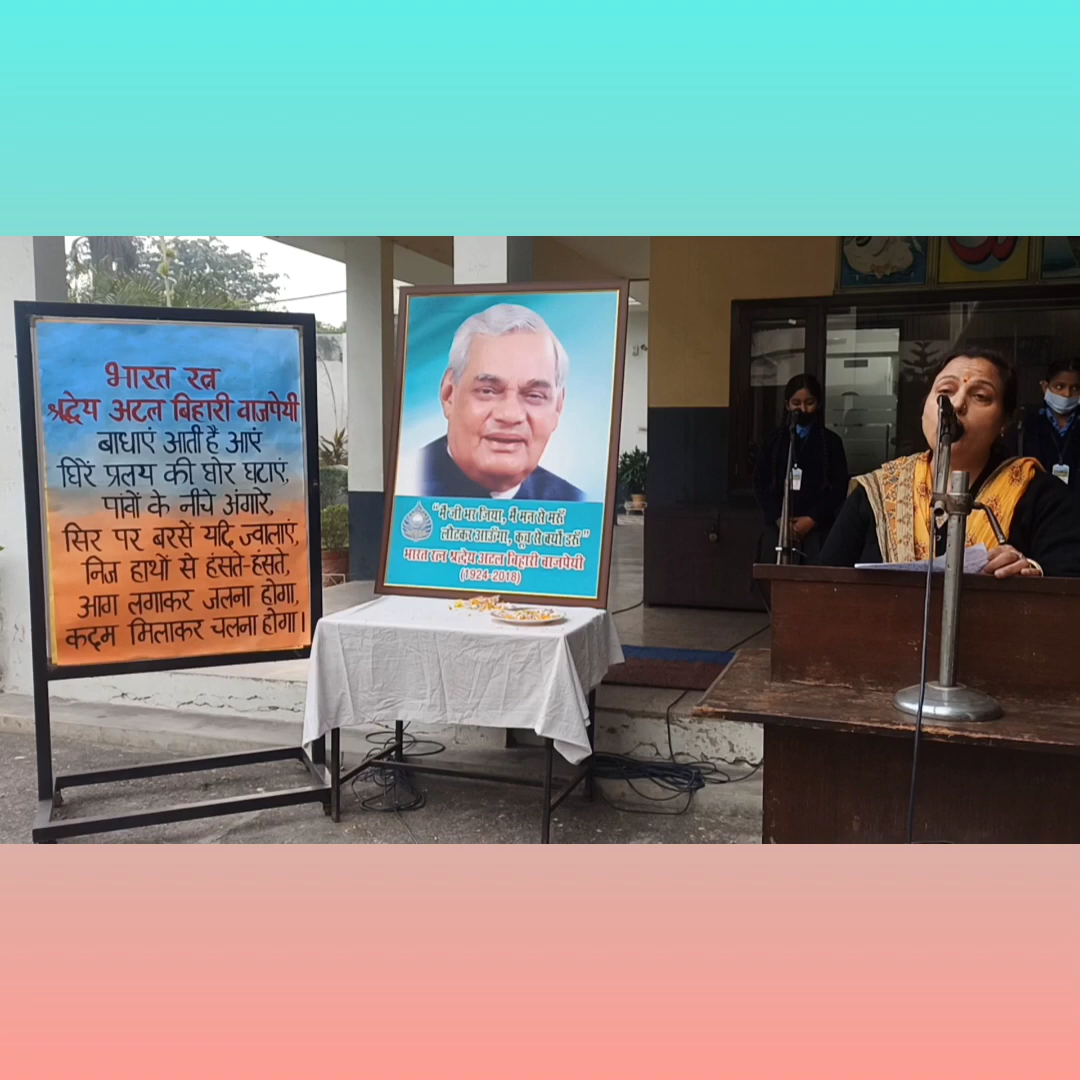 भारत रत्न
श्रद्धेय अटल बिहारी वाजपेयी
बाधाएं आती है आएं
घिरें प्रलय की घोर घटाएं,
पांवों के नीचे अंगारे,
सिर पर बरसें यदि ज्वालाएं,
निज हाथों से हंसते-हंसते,
आग लगाकर जलना होगा
कदम मिलाकर चलना होगा।
"मैं जी भर जिया, मैं मन से मरूँ
लौटकर आऊँगा, कूच से क्यों डरूँ"
भारत रत्न श्रद्धेय अटल बिहारी वाजपेयी
(1924-2018)